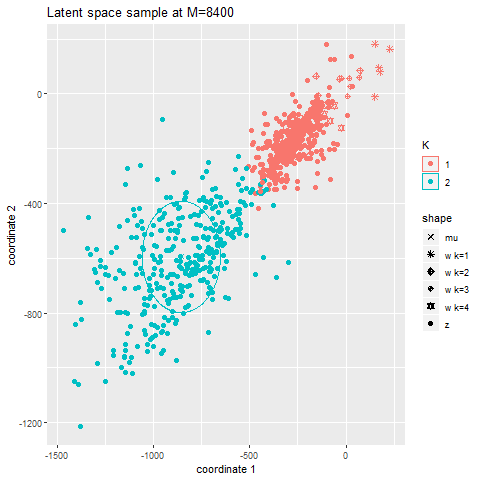 Latent space sample at M=8400
0
-400
-800
-1200
coordinate 2
-1500
-1000
-500
0
coordinate 1
K
1
2
shape
mu
w k=1
w k=2
w k=3
w k=4
z